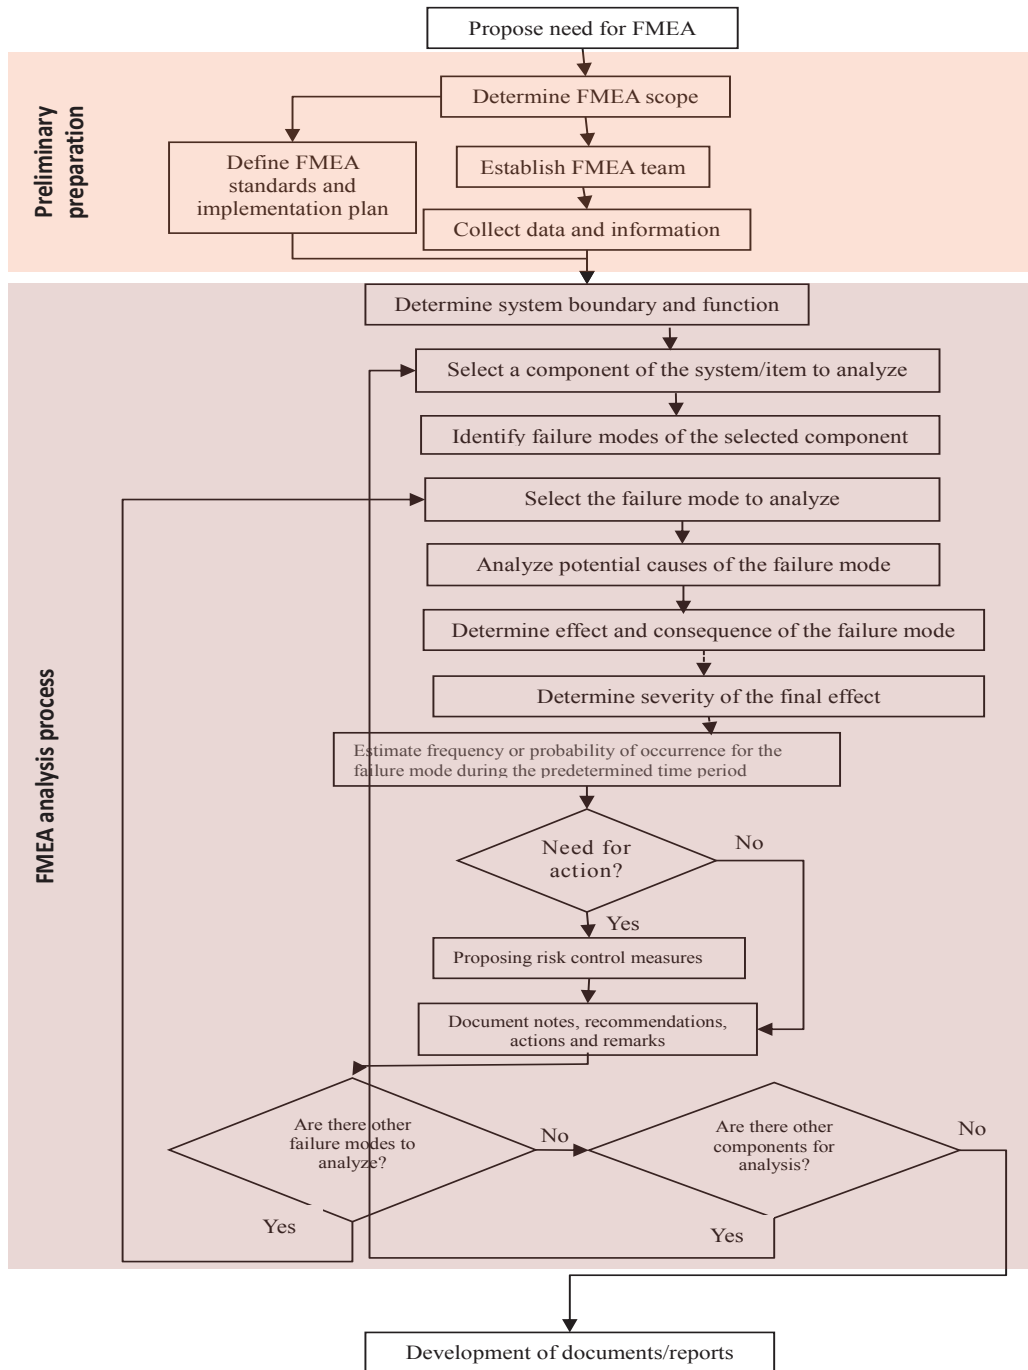 Propose need for FMEA
Preliminary
preparation
Determine FMEA scope
Define FMEA
standards and
implementation plan
Establish FMEA team
Collect data and information
FMEA analysis process
Determine system boundary and function
Select a component of the system/item to analyze
Identify failure modes of the selected component
Select the failure mode to analyze
Analyze potential causes of the failure mode
Determine effect and consequence of the failure mode
Determine severity of the final effect
Estimate frequency or probability of occurrence for the
failure mode during the predetermined time period
Need for
action?
No
Yes
Proposing risk control measures
Document notes, recommendations,
actions and remarks
Are there other
failure modes to
analyze?
No
Yes
Are there other
components for
analysis?
No
Yes
Development of documents/reports